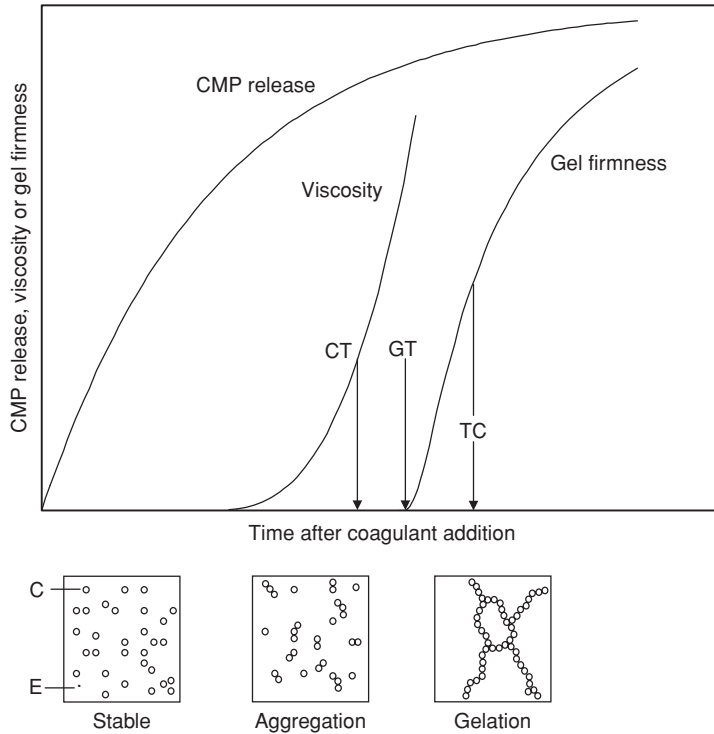 CMP release, viscosity or gel firmness
CMP release
Gel firmness
Viscosity
CT
GT
TC
Time after coagulant addition
C
E
Stable
Aggregation
Gelation